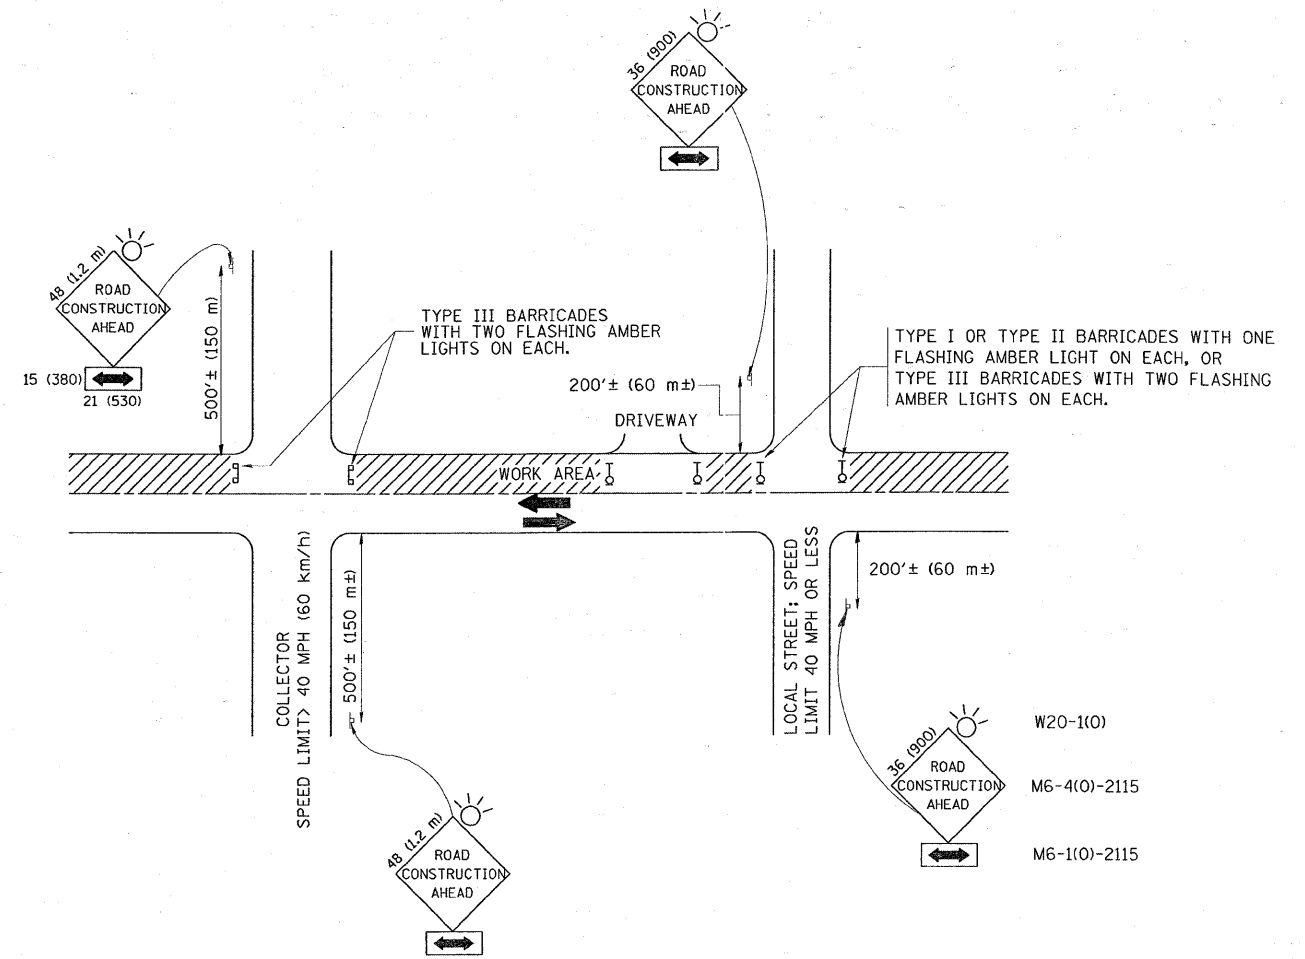 36 (900)
ROAD
CONSTRUCTION
AHEAD
48 (1.2 m)
ROAD
CONSTRUCTION
AHEAD
15 (380)
21 (530)
500'± (150 m)
TYPE III BARRICADES
WITH TWO FLASHING AMBER
LIGHTS ON EACH.
200'± (60 m±)
DRIVEWAY
TYPE I OR TYPE II BARRICADES WITH ONE
FLASHING AMBER LIGHT ON EACH, OR
TYPE III BARRICADES WITH TWO FLASHING
AMBER LIGHTS ON EACH.
WORK AREA
COLLECTOR
SPEED LIMIT> 40 MPH (60 km/h)
500'± (150 m±)
LOCAL STREET; SPEED
LIMIT 40 MPH OR LESS
200'± (60 m±)
48 (1.2 m)
ROAD
CONSTRUCTION
AHEAD
36 (900)
ROAD
CONSTRUCTION
AHEAD
W20-1(O)
M6-4(O)-2115
M6-1(O)-2115